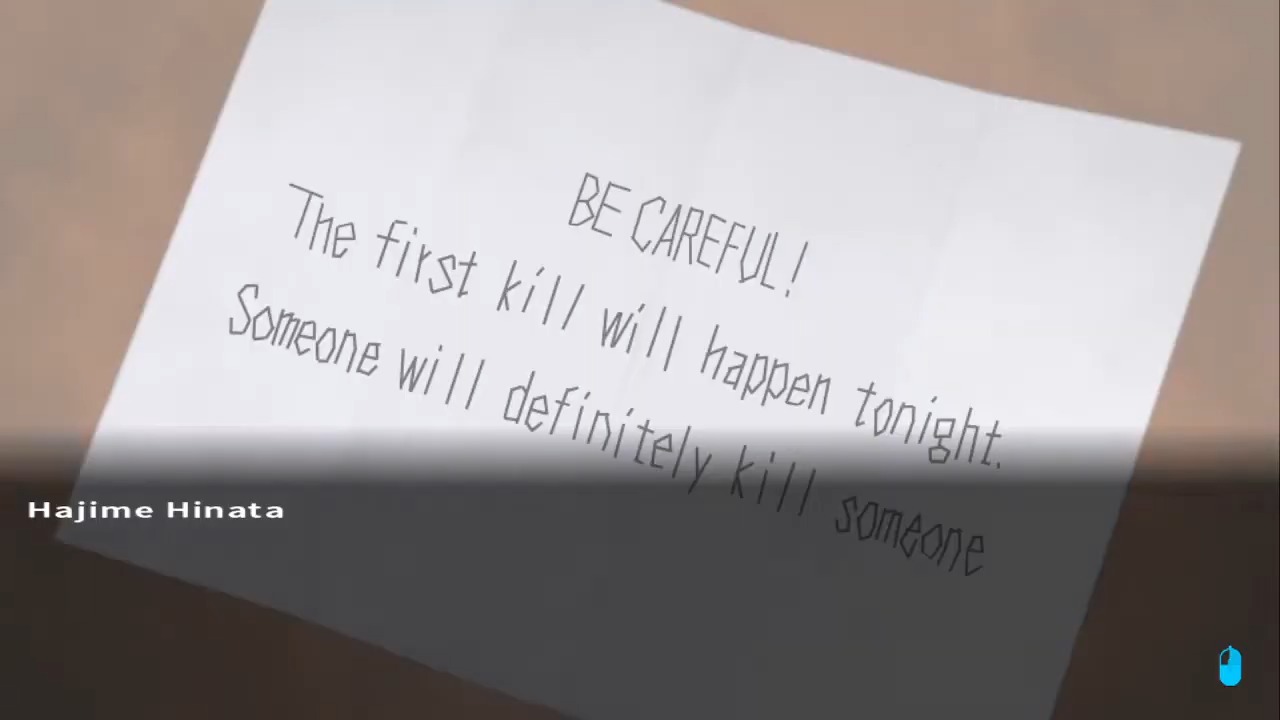 BE CAREFUL!
The first kill will happen tonight.
Someone will definitely kill someone
Hajime Hinata